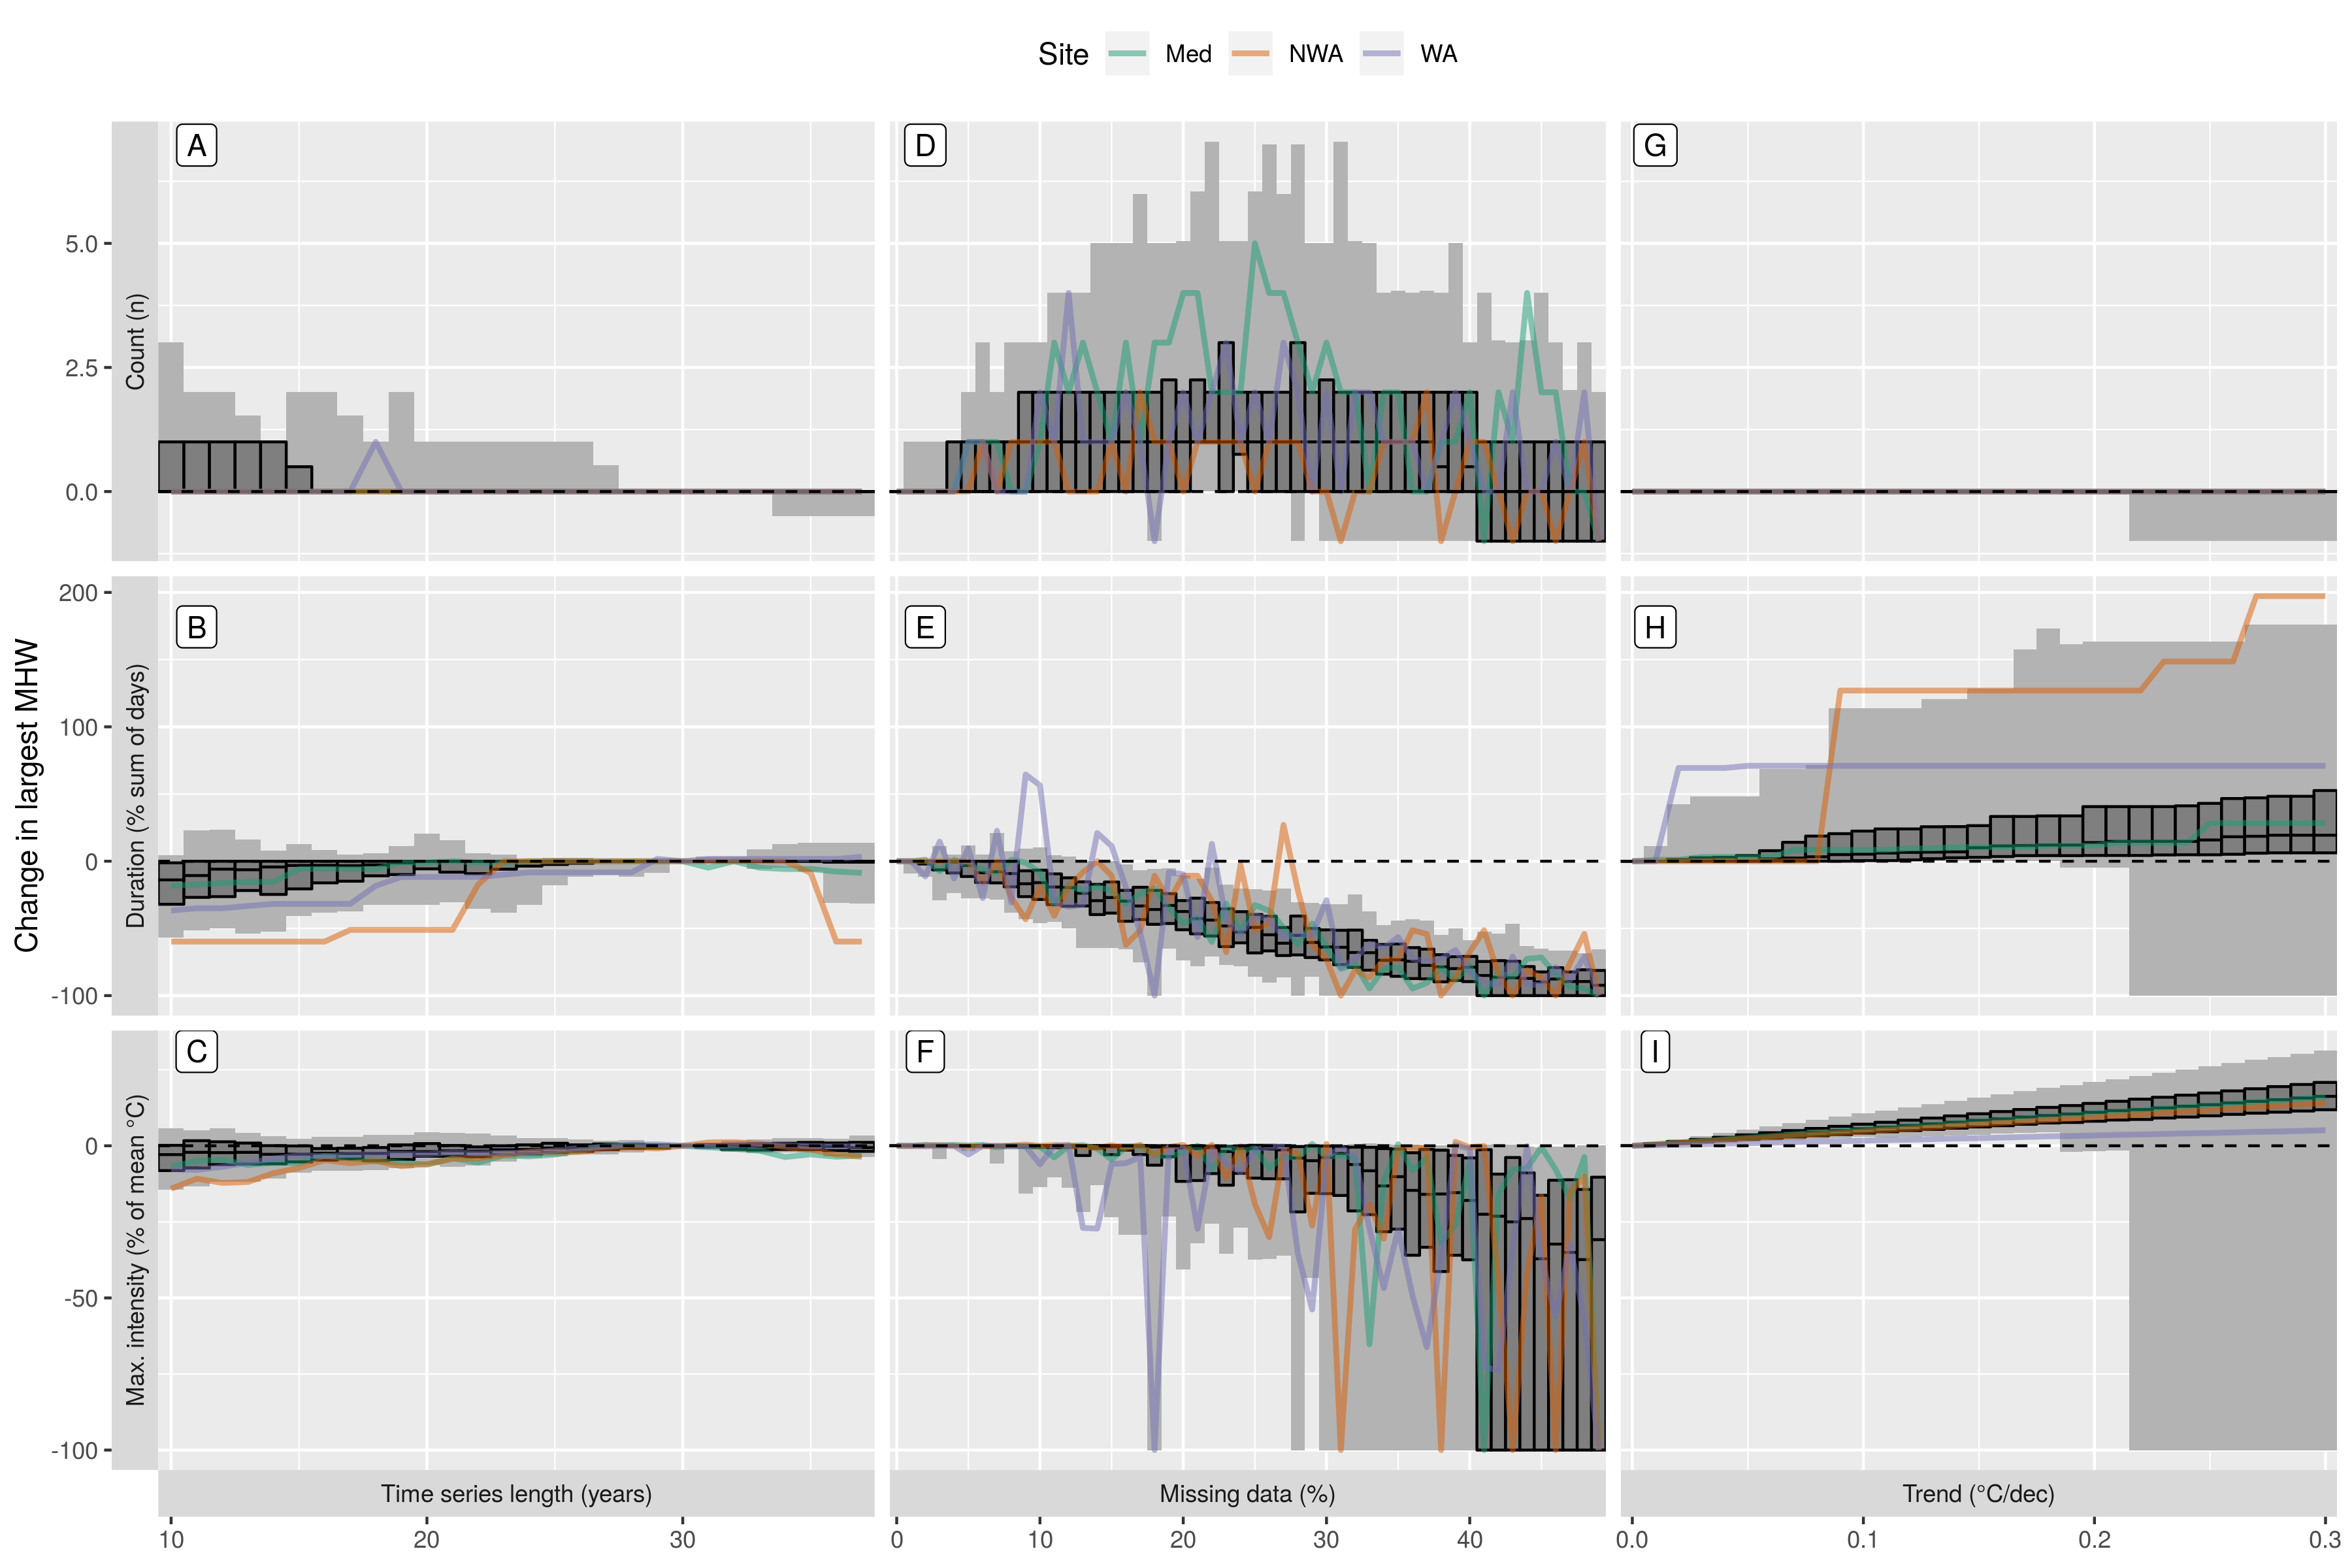 Site Med NWA WA
A D G
5.0
2.5
0.0
Count (n)
B E H
200
100
0
-100
Duration (% sum of days)
Change in largest MHW
C F I
0
-50
-100
Max. intensity (% of mean °C)
Time series length (years) Missing data (%) Trend (°C/dec)
10 20 30 0 10 20 30 40 0.0 0.1 0.2 0.3